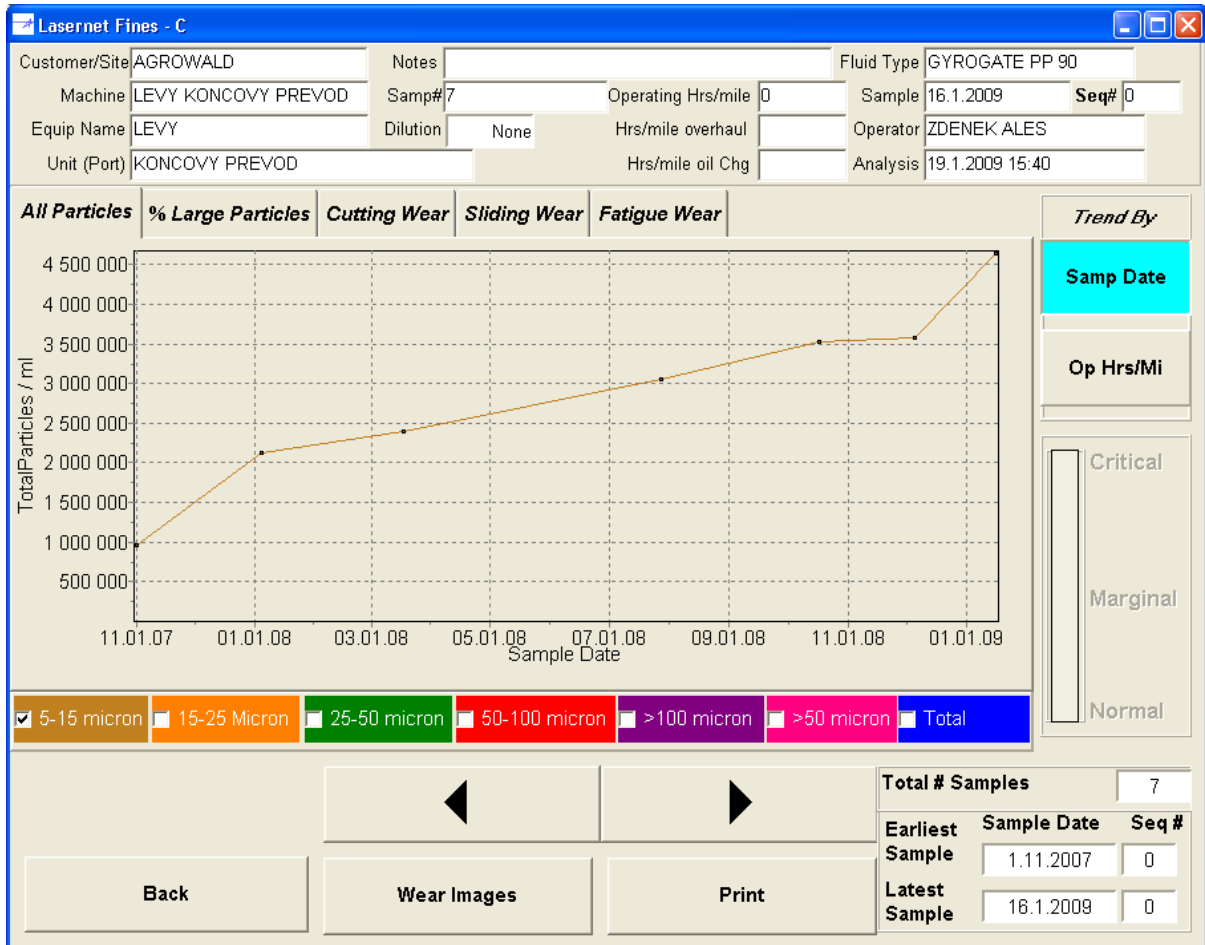 Lasernet Fines - C
Customer/Site AGROWALD Notes Fluid Type GYROGATE PP 90
Machine LEVY KONCOVY PREVOD Samp# 7 Operating Hrs/mile 0 Sample 16.1.2009 Seq# 0
Equip Name LEVY Dilution None Hrs/mile overhaul Operator ZDENEK ALES
Unit (Port) KONCOVY PREVOD Hrs/mile oil Chg Analysis 19.1.2009 15:40
All Particles % Large Particles Cutting Wear Sliding Wear Fatigue Wear
Trend By
Samp Date
Op Hrs/Mi
Critical
Marginal
Normal
TotalParticles / ml
4 500 000
4 000 000
3 500 000
3 000 000
2 500 000
2 000 000
1 500 000
1 000 000
500 000
11.01.07 01.01.08 03.01.08 05.01.08 07.01.08 09.01.08 11.01.08 01.01.09
Sample Date
5-15 micron 15-25 Micron 25-50 micron 50-100 micron >100 micron >50 micron Total
Total # Samples 7
Sample Date Seq #
Earliest Sample 1.11.2007 0
Latest Sample 16.1.2009 0
Back Wear Images Print